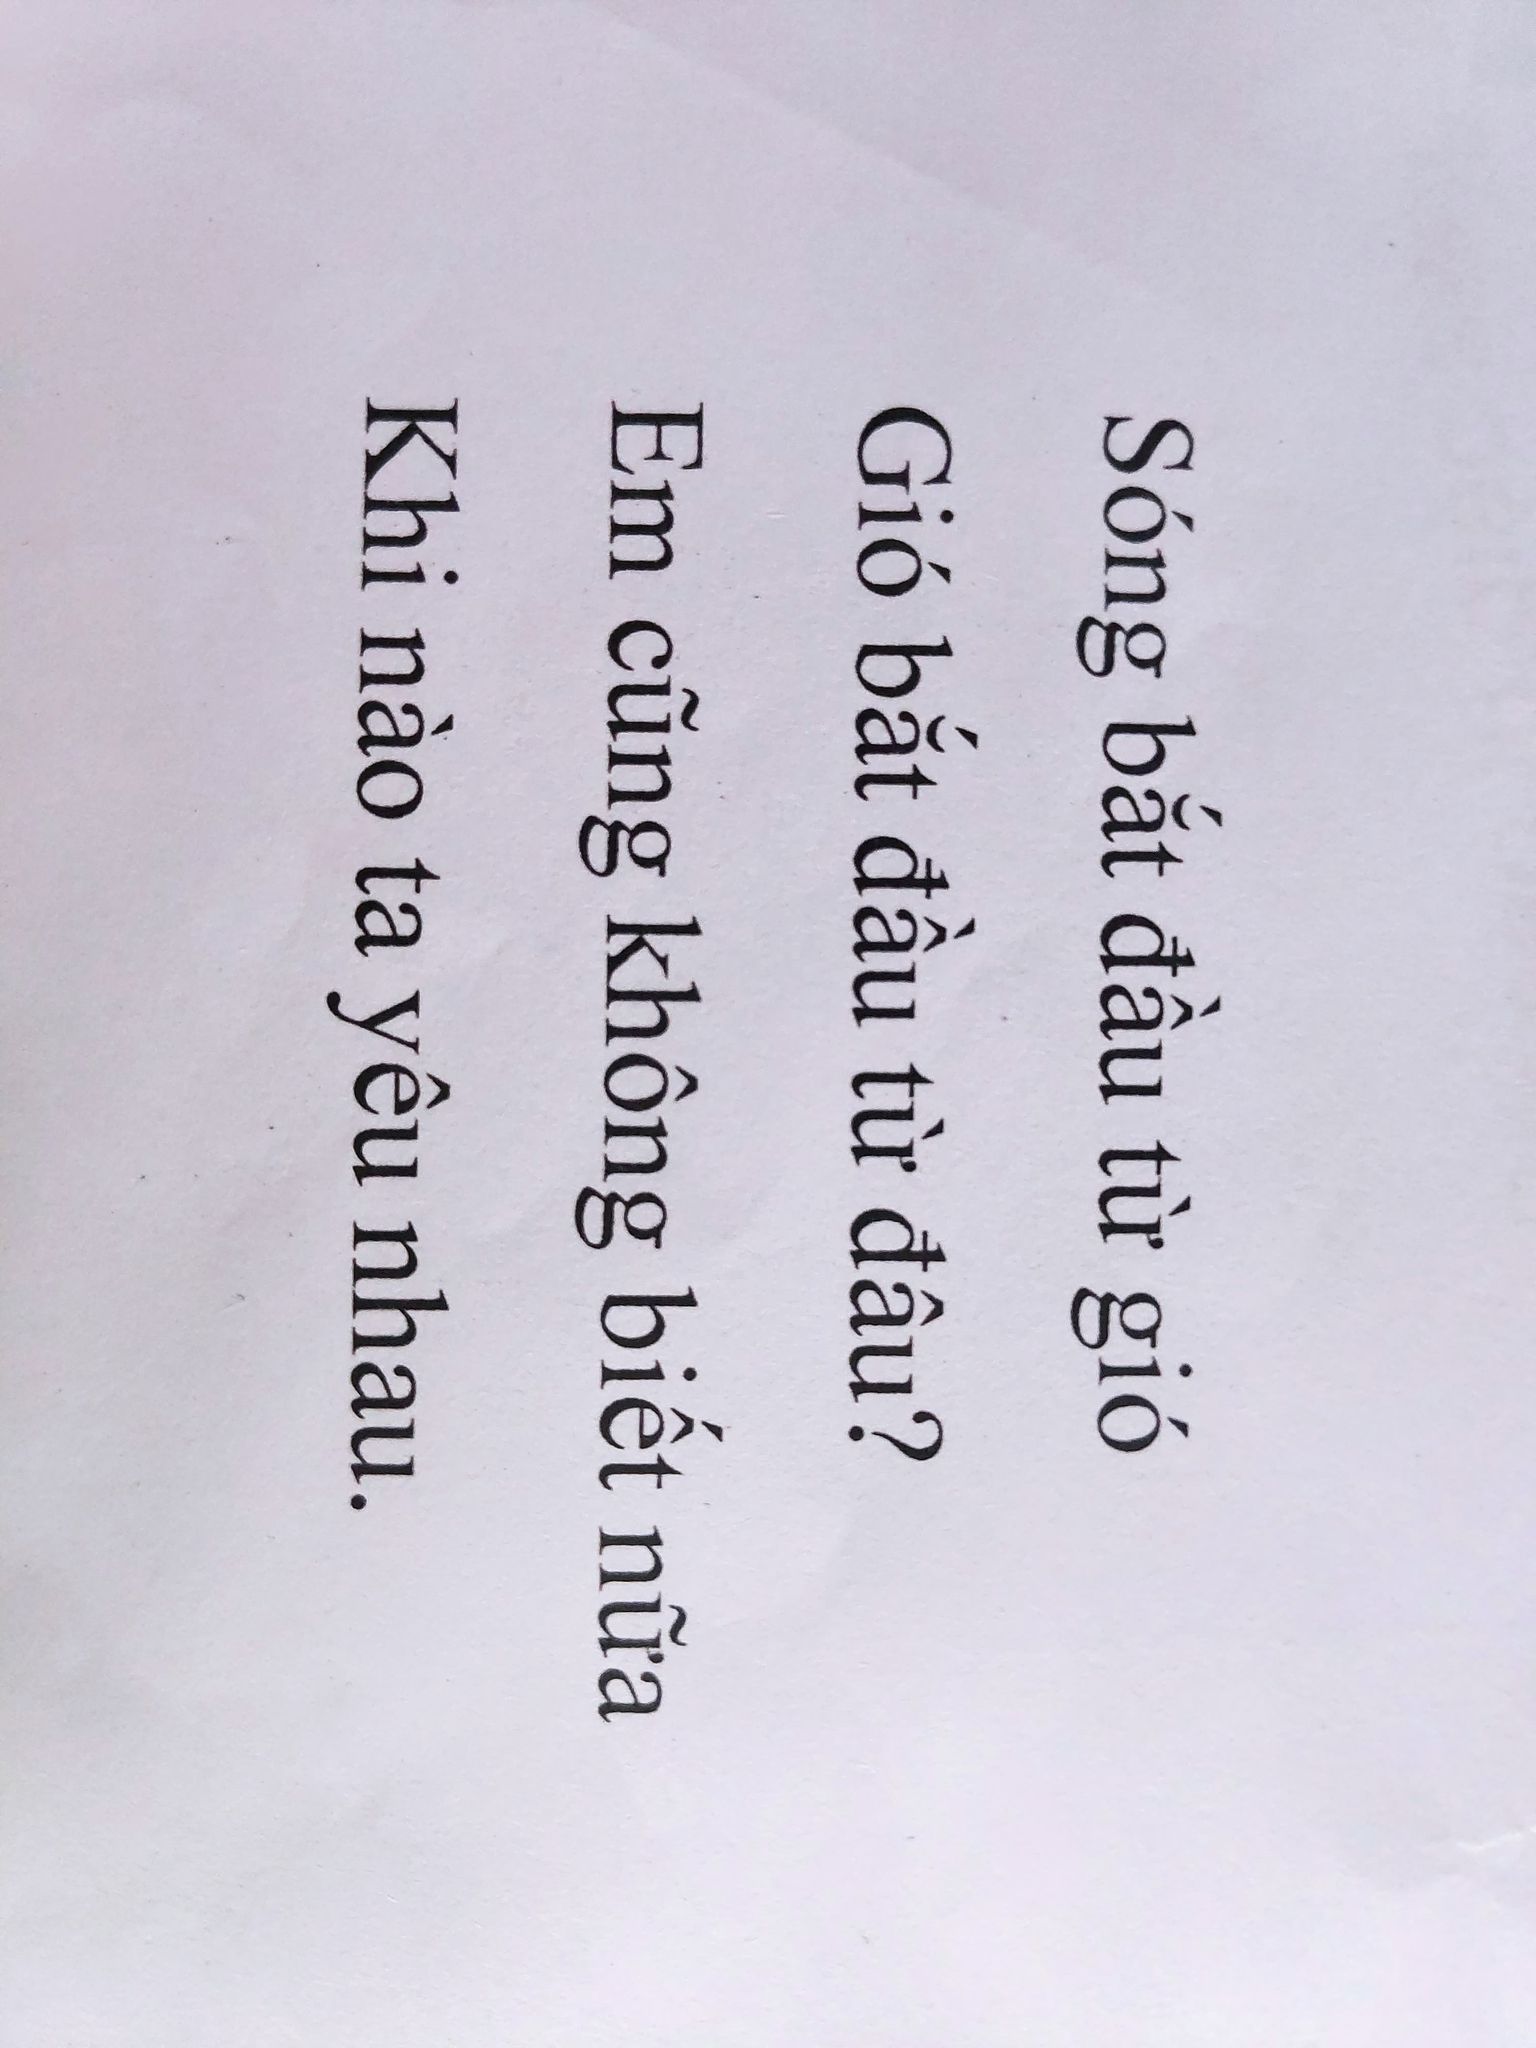 Sóng bắt đầu từ gió
Gió bắt đầu từ đâu?
Em cũng không biết nữa
Khi nào ta yêu nhau.